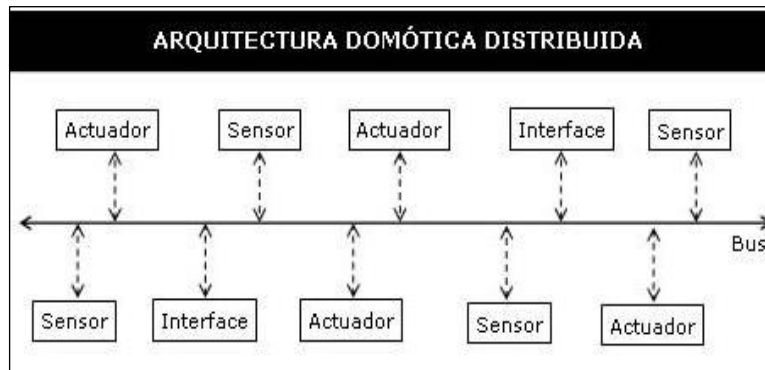 ARQUITECTURA DOMÓTICA DISTRIBUIDA
Actuador
Sensor
Actuador
Interface
Sensor
Bus
Sensor
Interface
Actuador
Sensor
Actuador